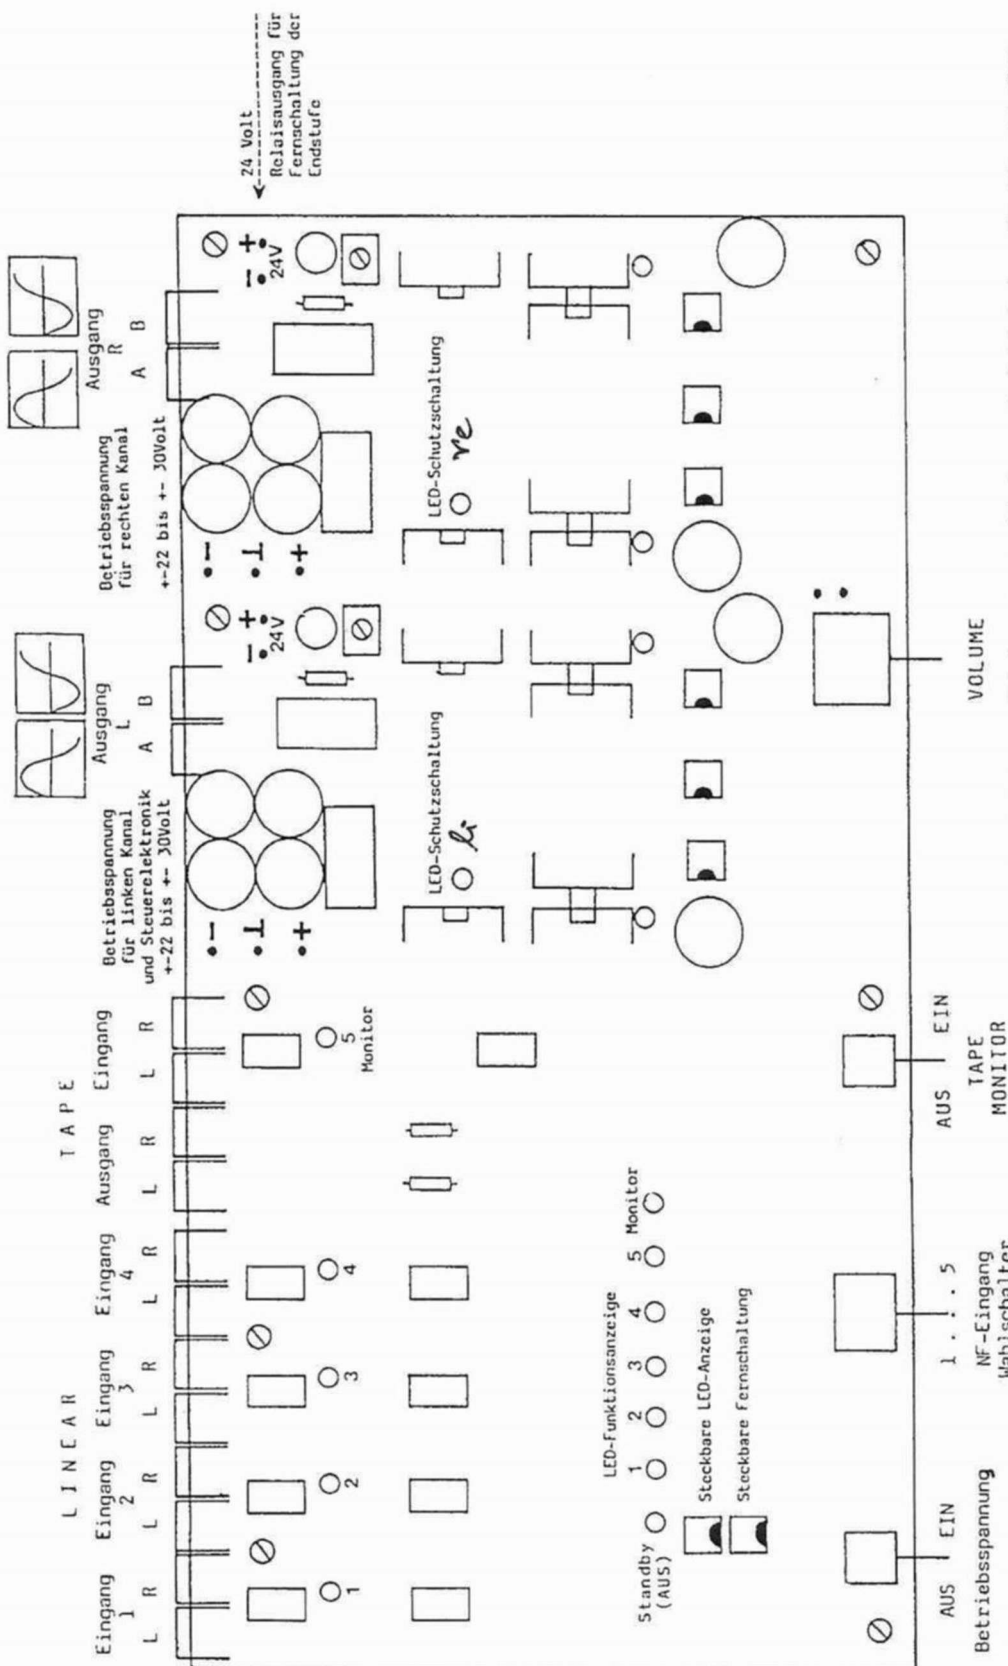 LINEAR
TAPE
Eingang
1
L R
Eingang
2
L R
Eingang
3
L R
Eingang
4
L R
Ausgang
L R
Eingang
L R
Betriebsspannung
für linken Kanal
und Steuerelektronik
+-22 bis +- 30Volt
Ausgang
L
A B
Betriebsspannung
für rechten Kanal
+-22 bis +- 30Volt
Ausgang
R
A B
24 Volt
Relaisausgang für
Fernschaltung der
Endstufe
- ⊥ +
- +
24V
- ⊥ +
- +
24V
1
2
3
4
5
Monitor
LED-Schutzschaltung
li
LED-Schutzschaltung
re
LED-Funktionsanzeige
Standby
(AUS)
1 2 3 4 5 Monitor
Steckbare LED-Anzeige
Steckbare Fernschaltung
AUS EIN
Betriebsspannung
1 . . . 5
NF-Eingang
Wahlschalter
AUS EIN
TAPE
MONITOR
VOLUME